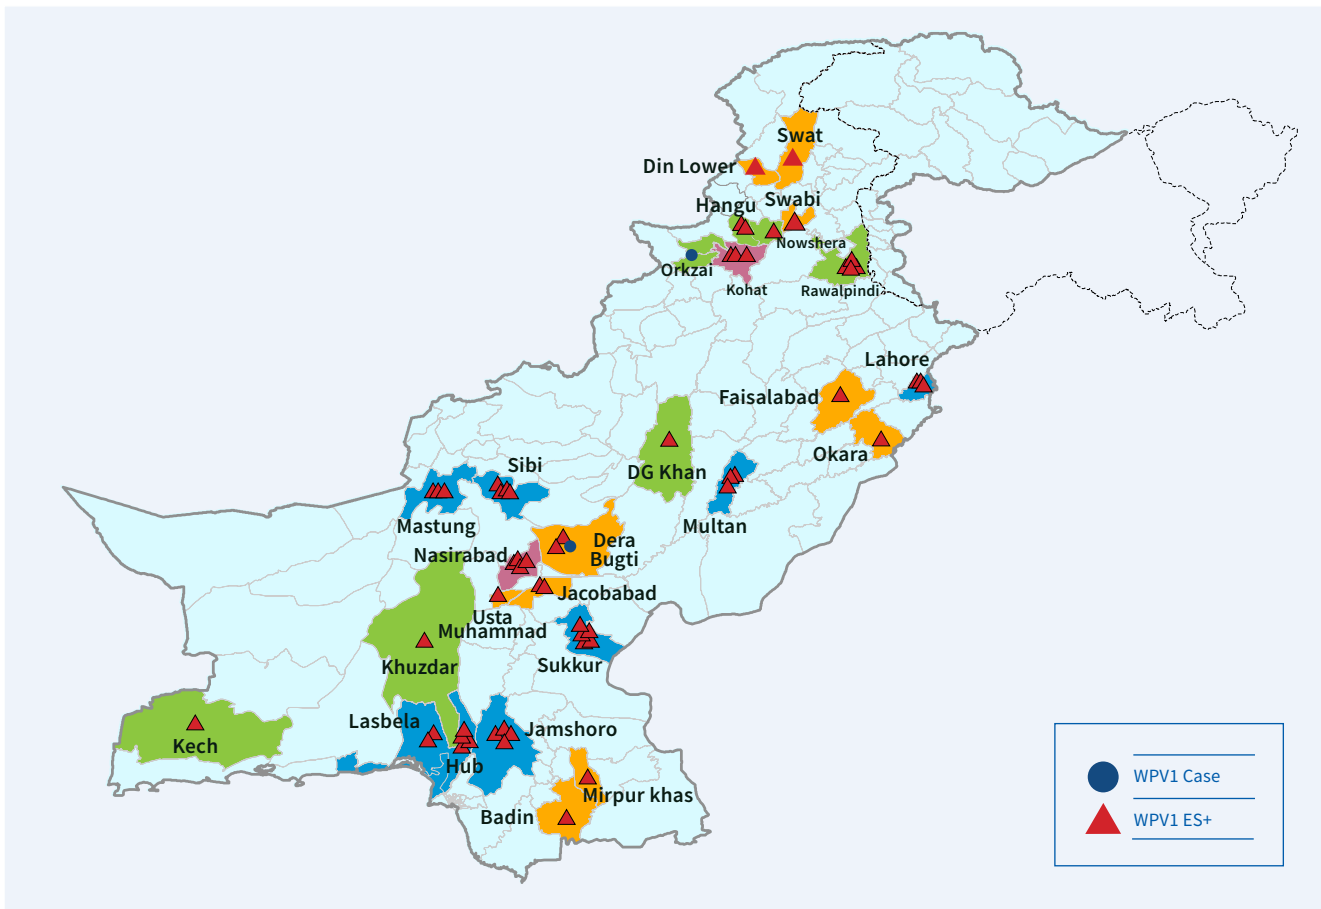 Swat
Din Lower
Swabi
Hangu
Nowshera
Orkzai
Kohat
Rawalpindi
Lahore
Faisalabad
Okara
DG Khan
Sibi
Multan
Mastung
Dera
Bugti
Nasirabad
Jacobabad
Usta
Muhammad
Sukkur
Khuzdar
Lasbela
Jamshoro
Kech
Hub
Mirpur khas
Badin
WPV1 Case
WPV1 ES+